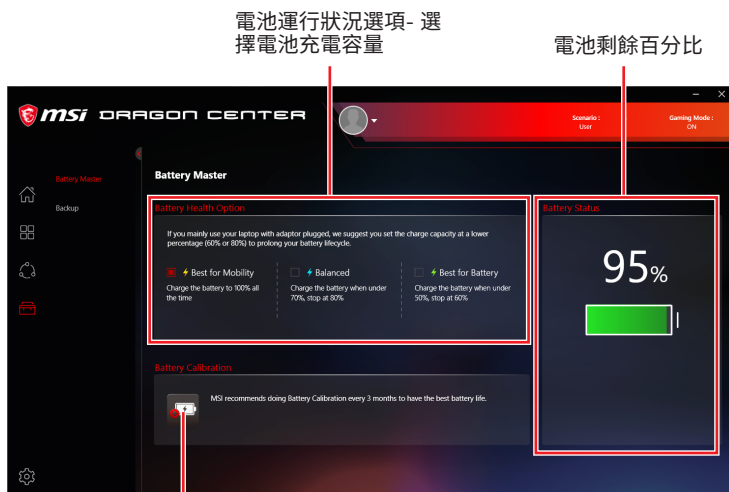 電池運行狀況選項- 選
擇電池充電容量
電池剩餘百分比
msi DRAGON CENTER
Scenario :
User
Gaming Mode :
ON
Battery Master
Backup
Battery Master
Battery Health Option
If you mainly use your laptop with adaptor plugged, we suggest you set the charge capacity at a lower
percentage (60% or 80%) to prolong your battery lifecycle.
Best for Mobility
Charge the battery to 100% all
the time
Balanced
Charge the battery when under
70%, stop at 80%
Best for Battery
Charge the battery when under
50%, stop at 60%
Battery Status
95%
Battery Calibration
MSI recommends doing Battery Calibration every 3 months to have the best battery life.